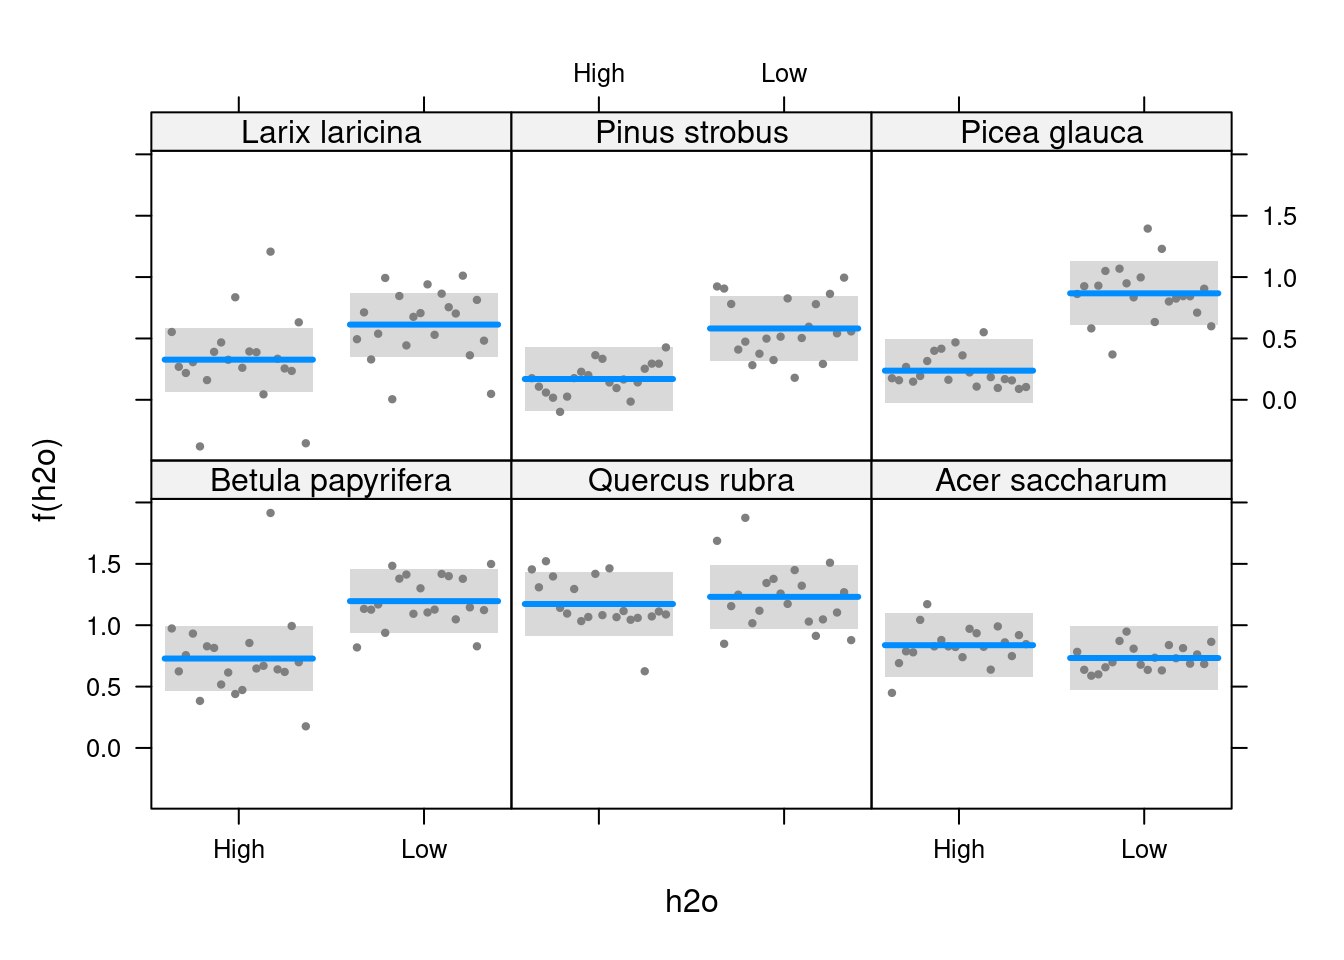 High Low
Larix laricina Pinus strobus Picea glauca
1.5
1.0
0.5
0.0
f(h2o)
Betula papyrifera Quercus rubra Acer saccharum
1.5
1.0
0.5
0.0
High Low High Low
h2o